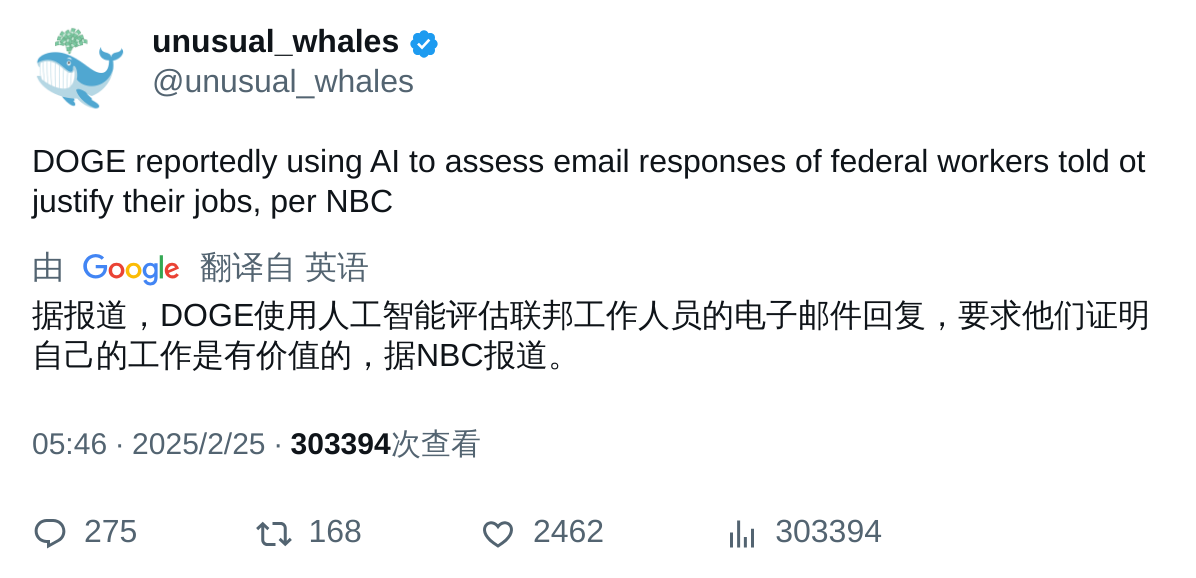 unusual_whales
@unusual_whales
DOGE reportedly using AI to assess email responses of federal workers told ot
justify their jobs, per NBC
由 Google 翻译自 英语
据报道，DOGE使用人工智能评估联邦工作人员的电子邮件回复，要求他们证明
自己的工作是有价值的，据NBC报道。
05:46 · 2025/2/25 · 303394次查看
275 168 2462 303394